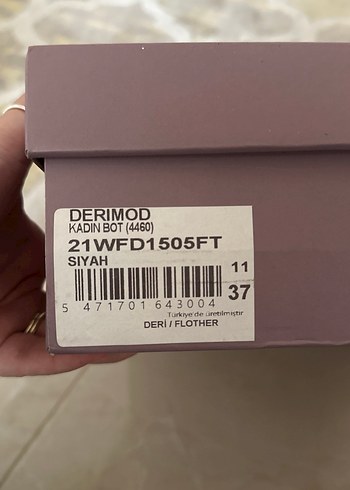 DERIMOD
KADIN BOT (4460)
21WFD1505FT
SIYAH
11
37
5 471701 643004
Türkiye'de üretilmiştir
DERİ / FLOTHER